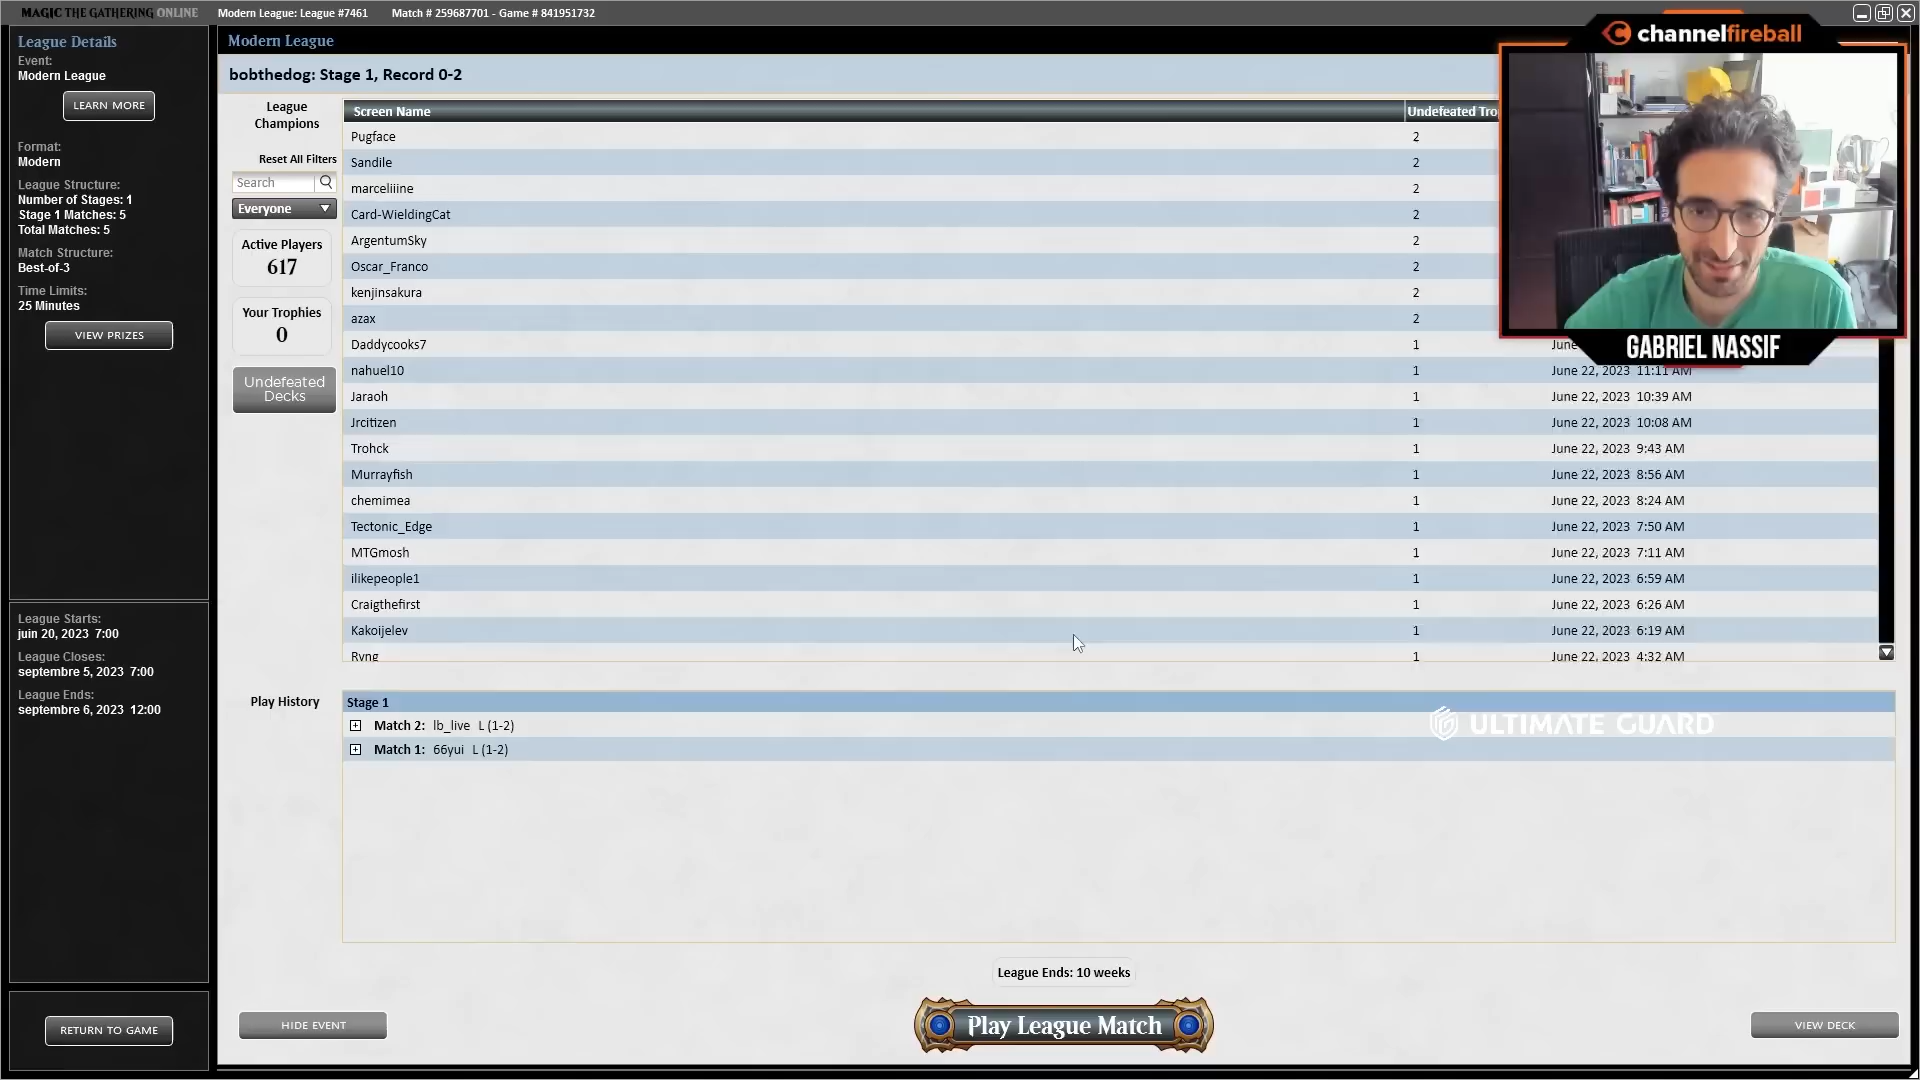 MAGIC THE GATHERING ONLINE
Modern League: League #7461
Match # 259687701 - Game # 841951732
League Details
Event:
Modern League
LEARN MORE
Format:
Modern
League Structure:
Number of Stages: 1
Stage 1 Matches: 5
Total Matches: 5
Match Structure:
Best-of-3
Time Limits:
25 Minutes
VIEW PRIZES
League Starts:
juin 20, 2023 7:00
League Closes:
septembre 5, 2023 7:00
League Ends:
septembre 6, 2023 12:00
RETURN TO GAME
Modern League
bobthedog: Stage 1, Record 0-2
League
Champions
Reset All Filters
Search
Everyone
Active Players
617
Your Trophies
0
Undefeated
Decks
Screen Name Undefeated Tro
Pugface 2
Sandile 2
marceliiine 2
Card-WieldingCat 2
ArgentumSky 2
Oscar_Franco 2
kenjinsakura 2
azax 2
Daddycooks7 1 June
nahuel10 1 June 22, 2023 11:11 AM
Jaraoh 1 June 22, 2023 10:39 AM
Jrcitizen 1 June 22, 2023 10:08 AM
Trohck 1 June 22, 2023 9:43 AM
Murrayfish 1 June 22, 2023 8:56 AM
chemimea 1 June 22, 2023 8:24 AM
Tectonic_Edge 1 June 22, 2023 7:50 AM
MTGmosh 1 June 22, 2023 7:11 AM
ilikepeople1 1 June 22, 2023 6:59 AM
Craigthefirst 1 June 22, 2023 6:26 AM
Kakoijelev 1 June 22, 2023 6:19 AM
Ryng 1 June 22, 2023 4:32 AM
channelfireball
GABRIEL NASSIF
Play History
Stage 1
Match 2: lb_live L (1-2)
Match 1: 66yui L (1-2)
ULTIMATE GUARD
League Ends: 10 weeks
HIDE EVENT
Play League Match
VIEW DECK